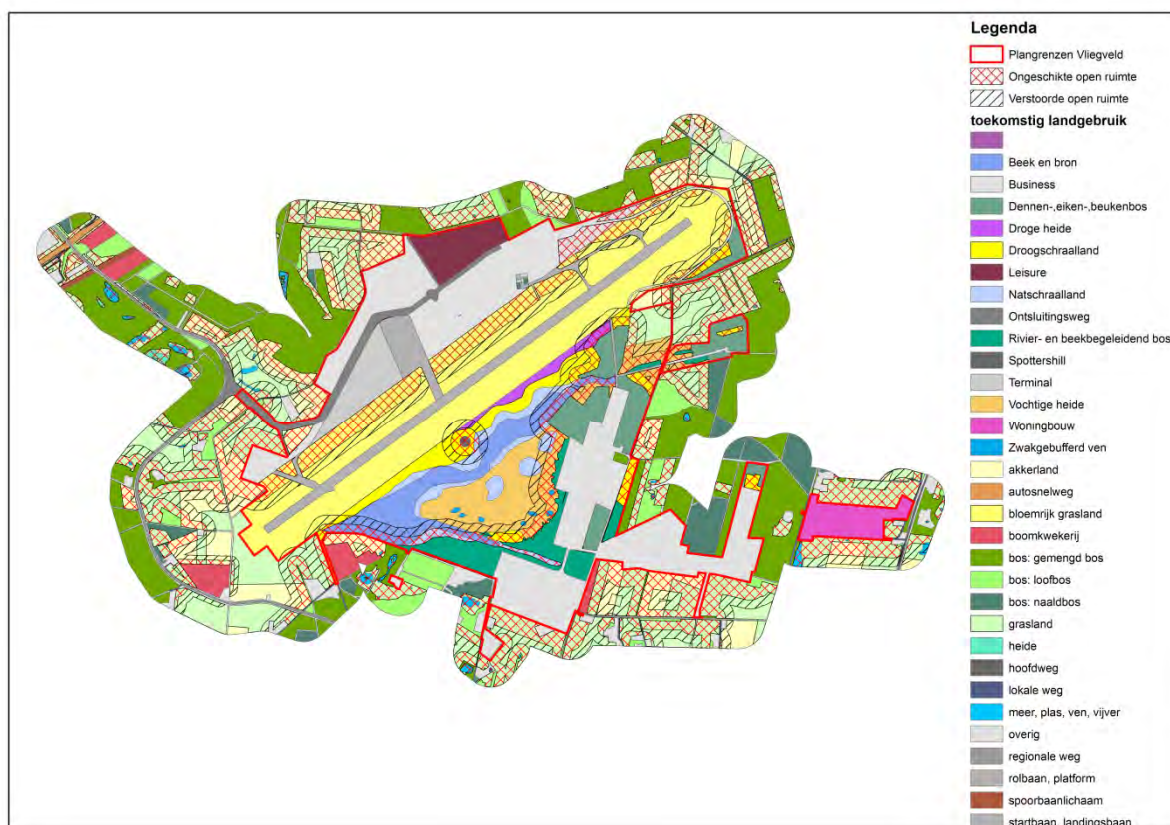 Legenda
Plangrenzen Vliegveld
Ongeschikte open ruimte
Verstoorde open ruimte
toekomstig landgebruik
Beek en bron
Business
Dennen-,eiken-,beukenbos
Droge heide
Droogschraalland
Leisure
Natschraalland
Ontsluitingsweg
Rivier- en beekbegeleidend bos
Spottershill
Terminal
Vochtige heide
Woningbouw
Zwakgebufferd ven
akkerland
autosnelweg
bloemrijk grasland
boomkwekerij
bos: gemengd bos
bos: loofbos
bos: naaldbos
grasland
heide
hoofdweg
lokale weg
meer, plas, ven, vijver
overig
regionale weg
rolbaan, platform
spoorbaanlichaam
startbaan, landingsbaan